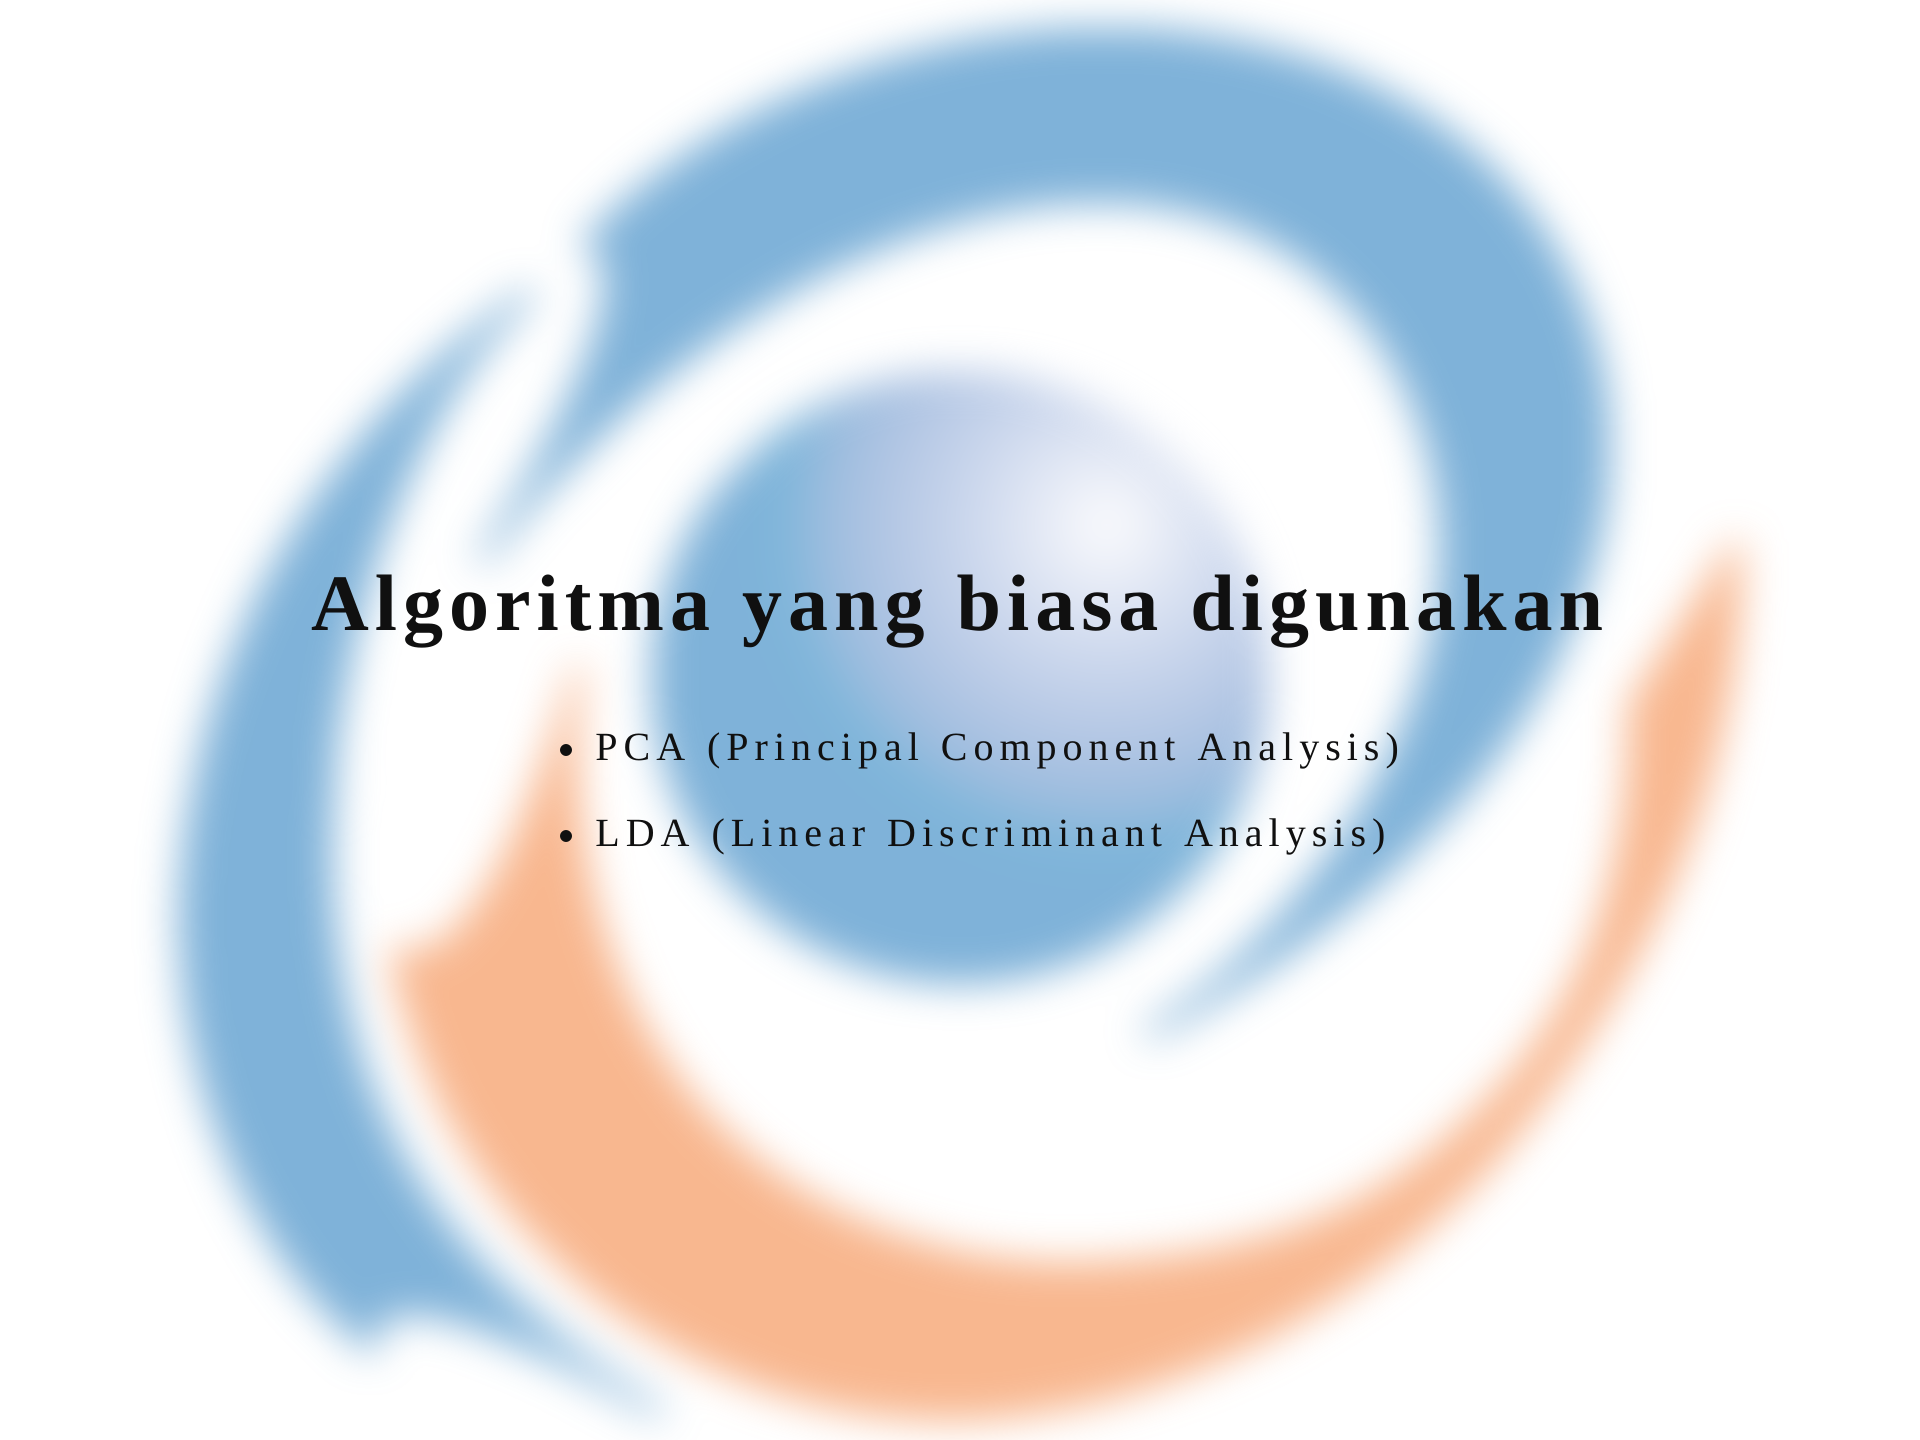 Algoritma yang biasa digunakan
• PCA (Principal Component Analysis)
• LDA (Linear Discriminant Analysis)